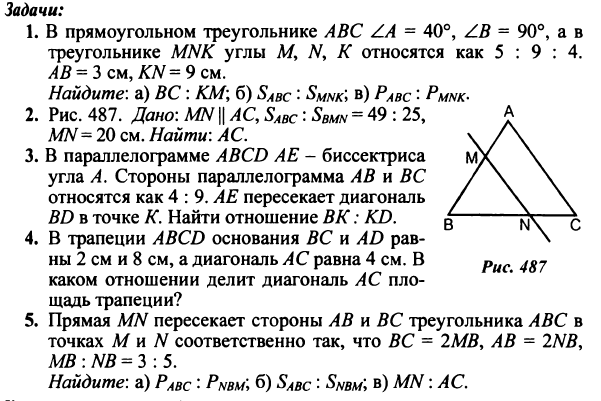 Задачи:
1. В прямоугольном треугольнике ABC ∠A = 40°, ∠B = 90°, а в
треугольнике MNK углы M, N, K относятся как 5 : 9 : 4.
AB = 3 см, KN = 9 см.
Найдите: а) BC : KM; б) S_ABC : S_MNK; в) P_ABC : P_MNK.
2. Рис. 487. Дано: MN || AC, S_ABC : S_BMN = 49 : 25,
MN = 20 см. Найти: AC.
3. В параллелограмме ABCD AE – биссектриса
угла A. Стороны параллелограмма AB и BC
относятся как 4 : 9. AE пересекает диагональ
BD в точке K. Найти отношение BK : KD.
4. В трапеции ABCD основания BC и AD рав-
ны 2 см и 8 см, а диагональ AC равна 4 см. В
каком отношении делит диагональ AC пло-
щадь трапеции?
A
M
B
N
C
Рис. 487
5. Прямая MN пересекает стороны AB и BC треугольника ABC в
точках M и N соответственно так, что BC = 2MB, AB = 2NB,
MB : NB = 3 : 5.
Найдите: а) P_ABC : P_NBM; б) S_ABC : S_NBM; в) MN : AC.